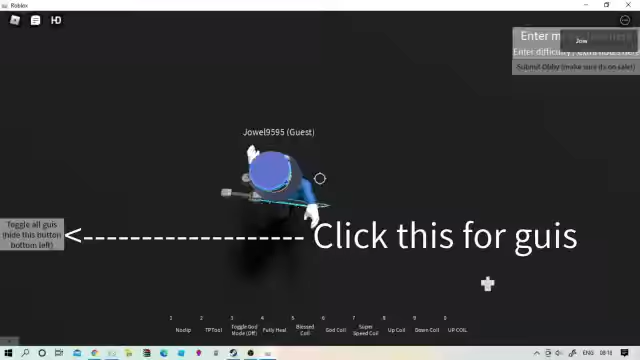 Roblox
HD
Enter m
Jow
Enter difficulty
Submit Obby (make sure its on sale!)
Jowel9595 (Guest)
Toggle all guis
(hide this button
bottom left)
<------------------ Click this for guis
1 2 3 4 5 6 7 8 9 0
Noclip TPTool Toggle God Mode (Off) Fully Heal Blessed Coil God Coil Super Speed Coil Up Coil Down Coil UP COIL
ENG 08:18